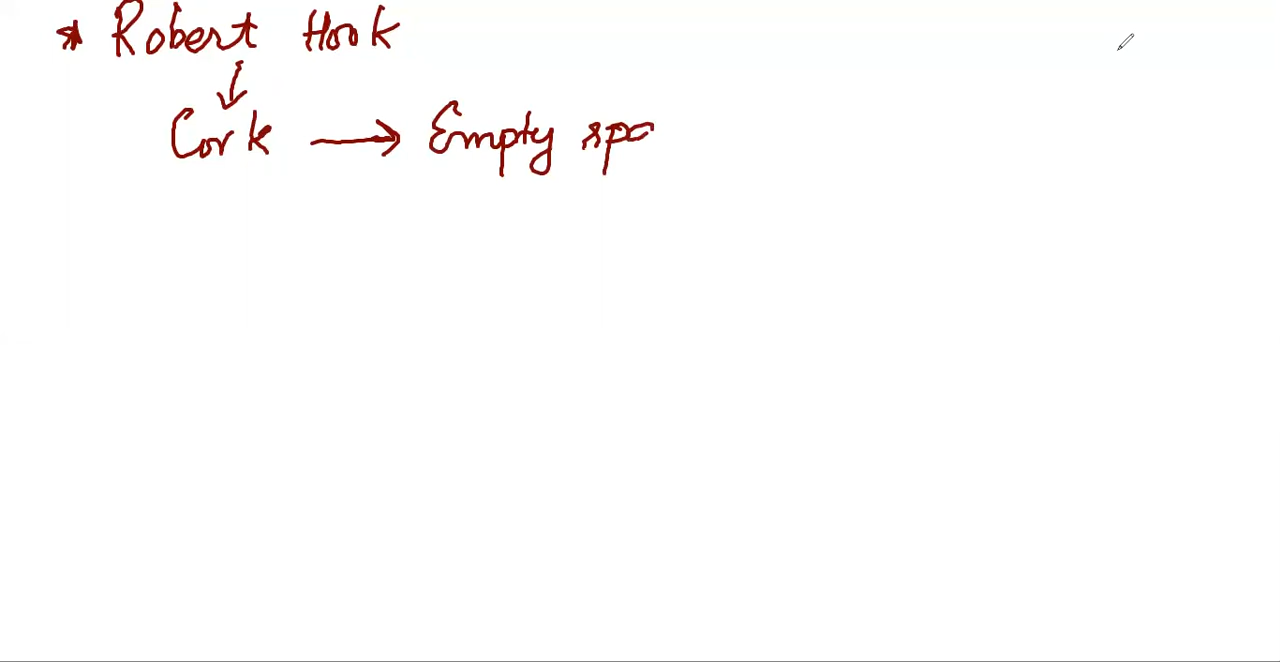 * Robert Hook
↓
Cork → Empty spa